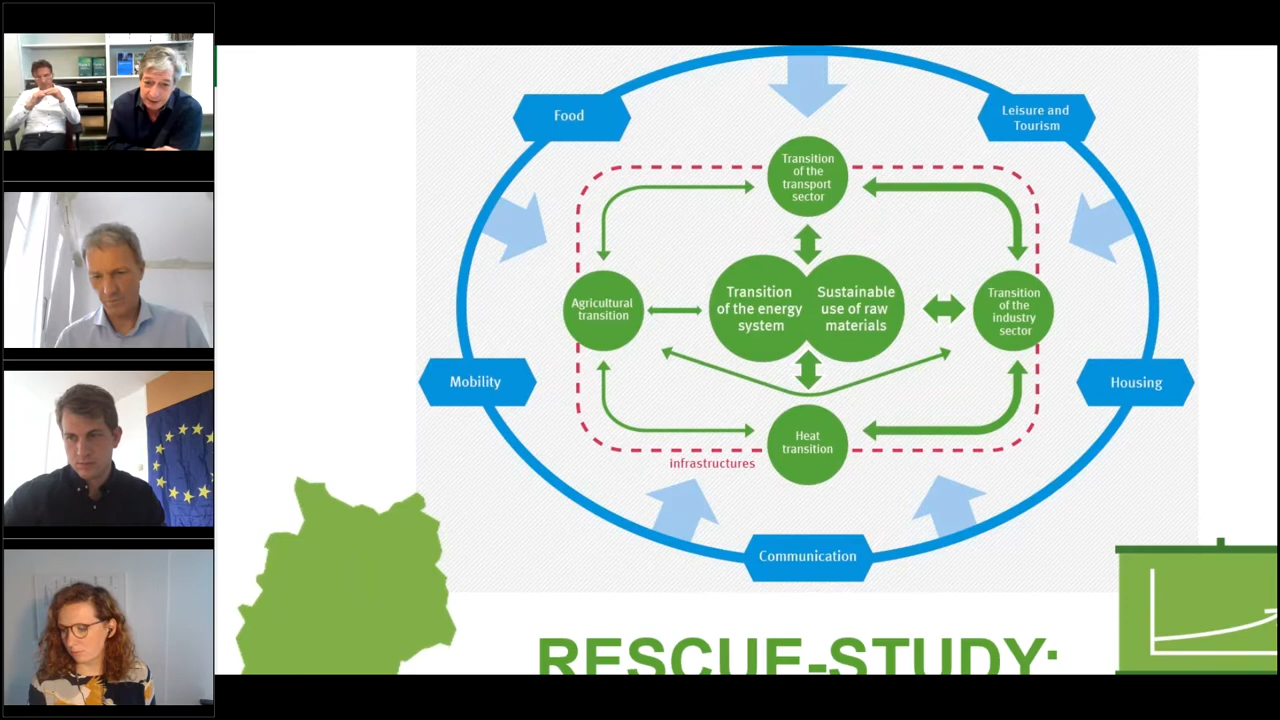 Food
Leisure and
Tourism
Transition
of the
transport
sector
Agricultural
transition
Transition
of the energy
system
Sustainable
use of raw
materials
Transition
of the
industry
sector
Mobility
Housing
Heat
transition
infrastructures
Communication
RESCUE-STUDY: